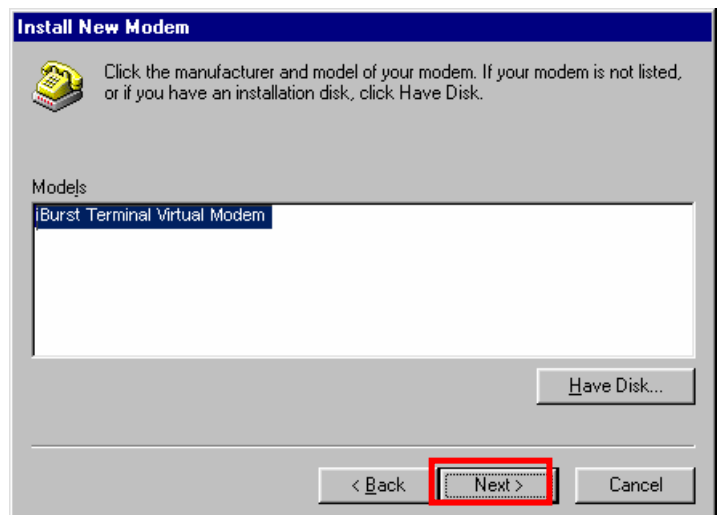 Install New Modem
Click the manufacturer and model of your modem. If your modem is not listed,
or if you have an installation disk, click Have Disk.
Models
iBurst Terminal Virtual Modem
Have Disk...
< Back Next > Cancel